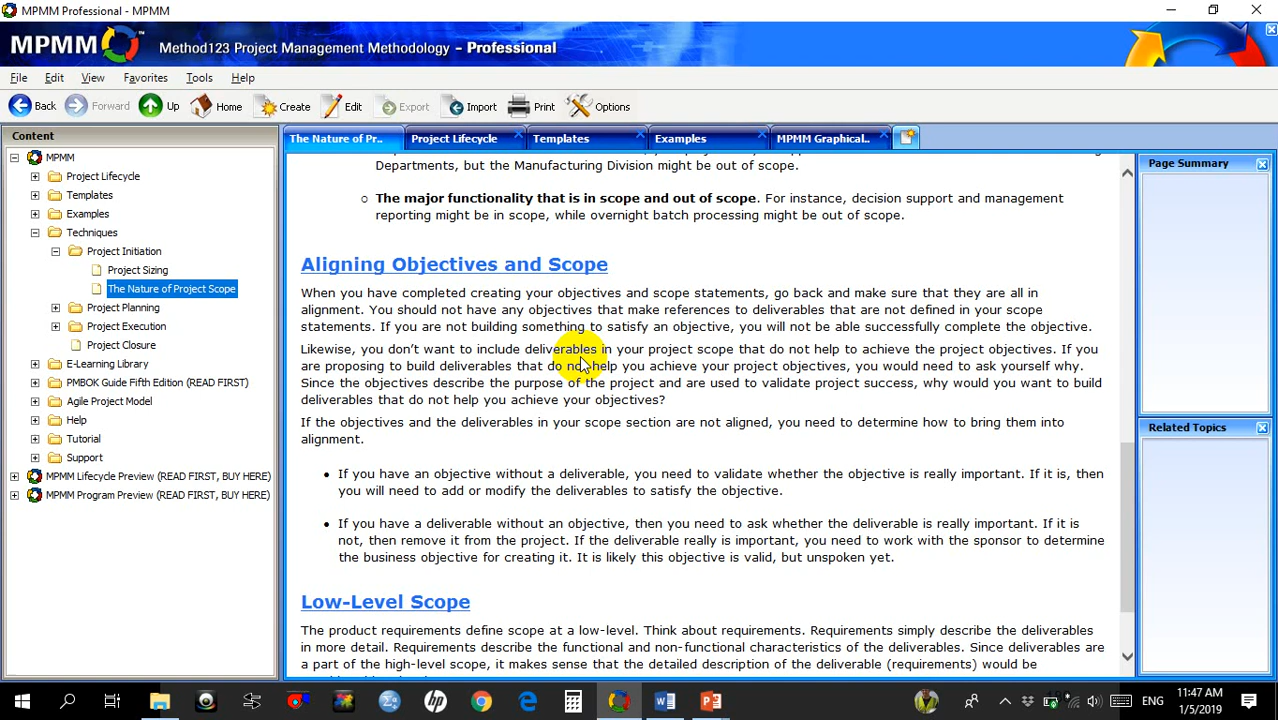 MPMM Professional - MPMM
MPMM
Method123 Project Management Methodology - Professional
File Edit View Favorites Tools Help
Back Forward Up Home Create Edit Export Import Print Options
Content
MPMM
Project Lifecycle
Templates
Examples
Techniques
Project Initiation
Project Sizing
The Nature of Project Scope
Project Planning
Project Execution
Project Closure
E-Learning Library
PMBOK Guide Fifth Edition (READ FIRST)
Agile Project Model
Help
Tutorial
Support
MPMM Lifecycle Preview (READ FIRST, BUY HERE)
MPMM Program Preview (READ FIRST, BUY HERE)
The Nature of Pr.. Project Lifecycle Templates Examples MPMM Graphical..
Departments, but the Manufacturing Division might be out of scope.
The major functionality that is in scope and out of scope. For instance, decision support and management
reporting might be in scope, while overnight batch processing might be out of scope.
Aligning Objectives and Scope
When you have completed creating your objectives and scope statements, go back and make sure that they are all in
alignment. You should not have any objectives that make references to deliverables that are not defined in your scope
statements. If you are not building something to satisfy an objective, you will not be able successfully complete the objective.
Likewise, you don't want to include deliverables in your project scope that do not help to achieve the project objectives. If you
are proposing to build deliverables that do not help you achieve your project objectives, you would need to ask yourself why.
Since the objectives describe the purpose of the project and are used to validate project success, why would you want to build
deliverables that do not help you achieve your objectives?
If the objectives and the deliverables in your scope section are not aligned, you need to determine how to bring them into
alignment.
If you have an objective without a deliverable, you need to validate whether the objective is really important. If it is, then
you will need to add or modify the deliverables to satisfy the objective.
If you have a deliverable without an objective, then you need to ask whether the deliverable is really important. If it is
not, then remove it from the project. If the deliverable really is important, you need to work with the sponsor to determine
the business objective for creating it. It is likely this objective is valid, but unspoken yet.
Low-Level Scope
The product requirements define scope at a low-level. Think about requirements. Requirements simply describe the deliverables
in more detail. Requirements describe the functional and non-functional characteristics of the deliverables. Since deliverables are
a part of the high-level scope, it makes sense that the detailed description of the deliverable (requirements) would be
Page Summary
Related Topics
ENG
11:47 AM
1/5/2019